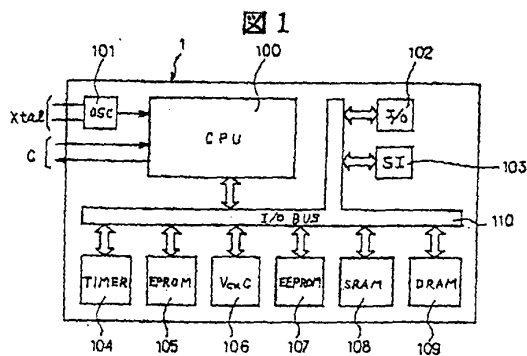 図 1
1
101
100
102
Xtal
OSC
CPU
I/O
C
SI
103
I/O BUS
110
TIMER
EPROM
EEPROM
SRAM
DRAM
104
105
106
107
108
109